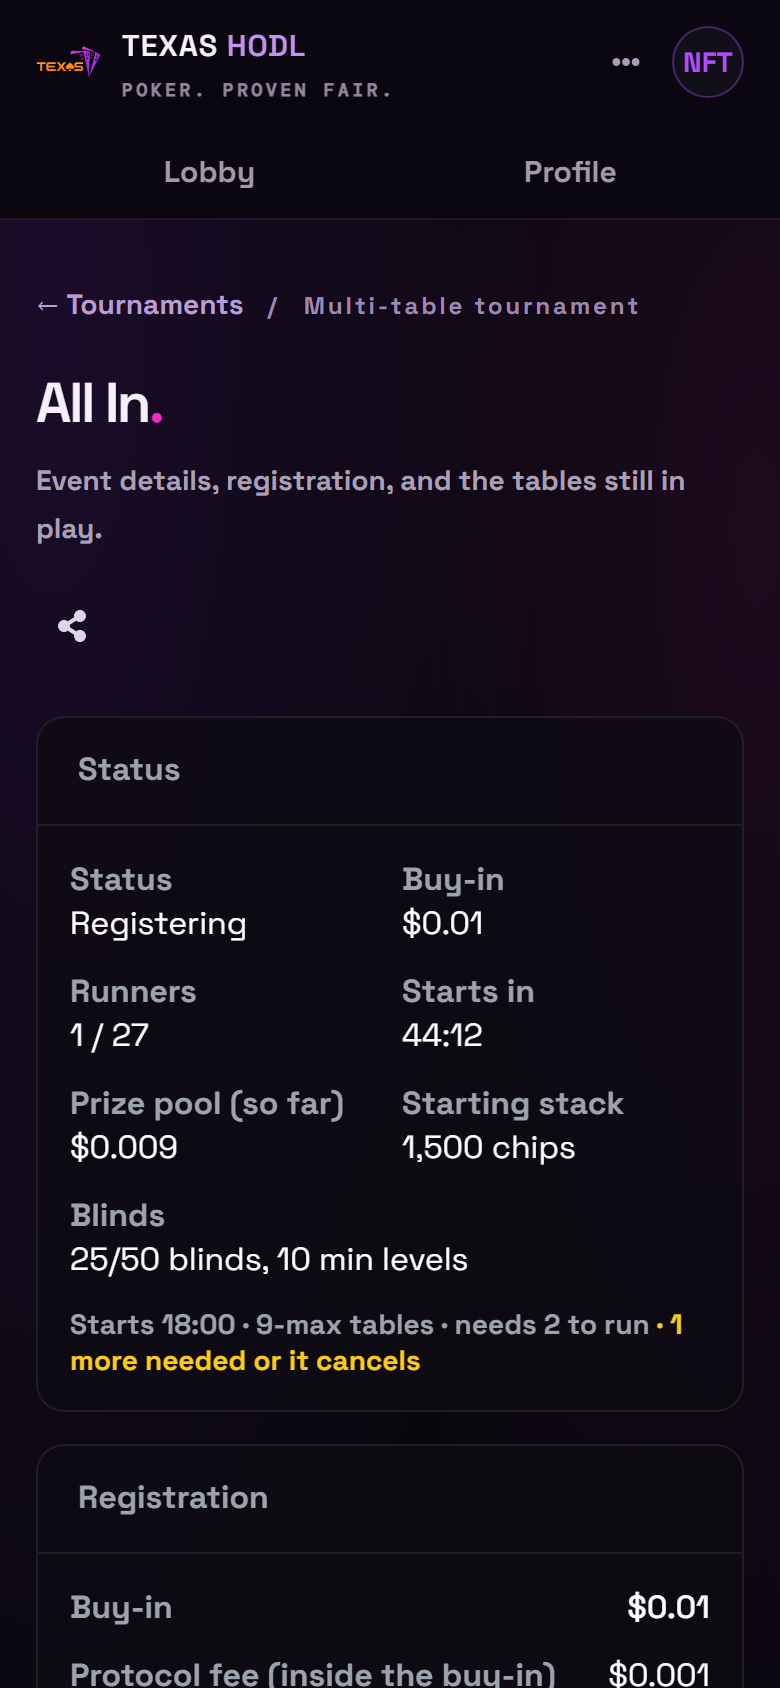 TEXAS
TEXAS HODL
POKER. PROVEN FAIR.
•••
NFT
Lobby Profile
← Tournaments / Multi-table tournament
All In.
Event details, registration, and the tables still in
play.
Status
Status Buy-in
Registering $0.01
Runners Starts in
1 / 27 44:12
Prize pool (so far) Starting stack
$0.009 1,500 chips
Blinds
25/50 blinds, 10 min levels
Starts 18:00 · 9-max tables · needs 2 to run · 1
more needed or it cancels
Registration
Buy-in $0.01
Protocol fee (inside the buy-in) $0.001